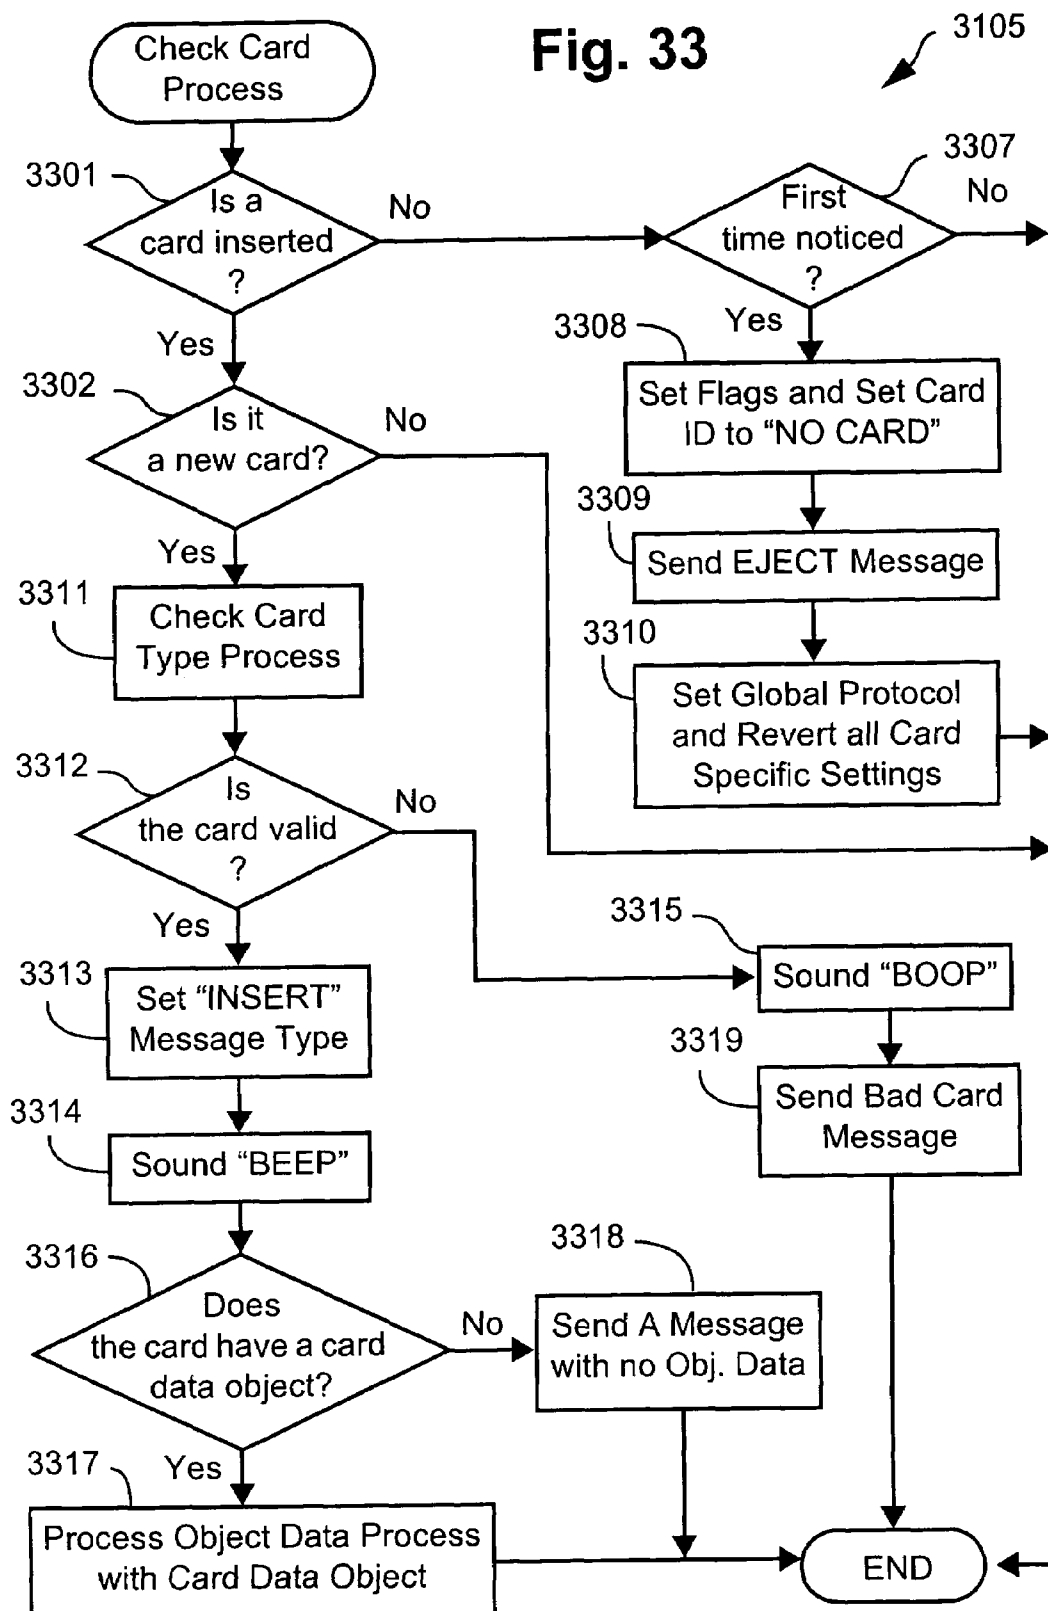 Fig. 33
3105
Check Card
Process
3301
Is a
card inserted
?
No
Yes
3307
First
time noticed
?
No
Yes
3308
Set Flags and Set Card
ID to “NO CARD”
3302
Is it
a new card?
No
Yes
3309
Send EJECT Message
3311
Check Card
Type Process
3310
Set Global Protocol
and Revert all Card
Specific Settings
3312
Is
the card valid
?
No
Yes
3315
Sound “BOOP”
3313
Set “INSERT”
Message Type
3319
Send Bad Card
Message
3314
Sound “BEEP”
3316
Does
the card have a card
data object?
No
Yes
3318
Send A Message
with no Obj. Data
3317
Process Object Data Process
with Card Data Object
END